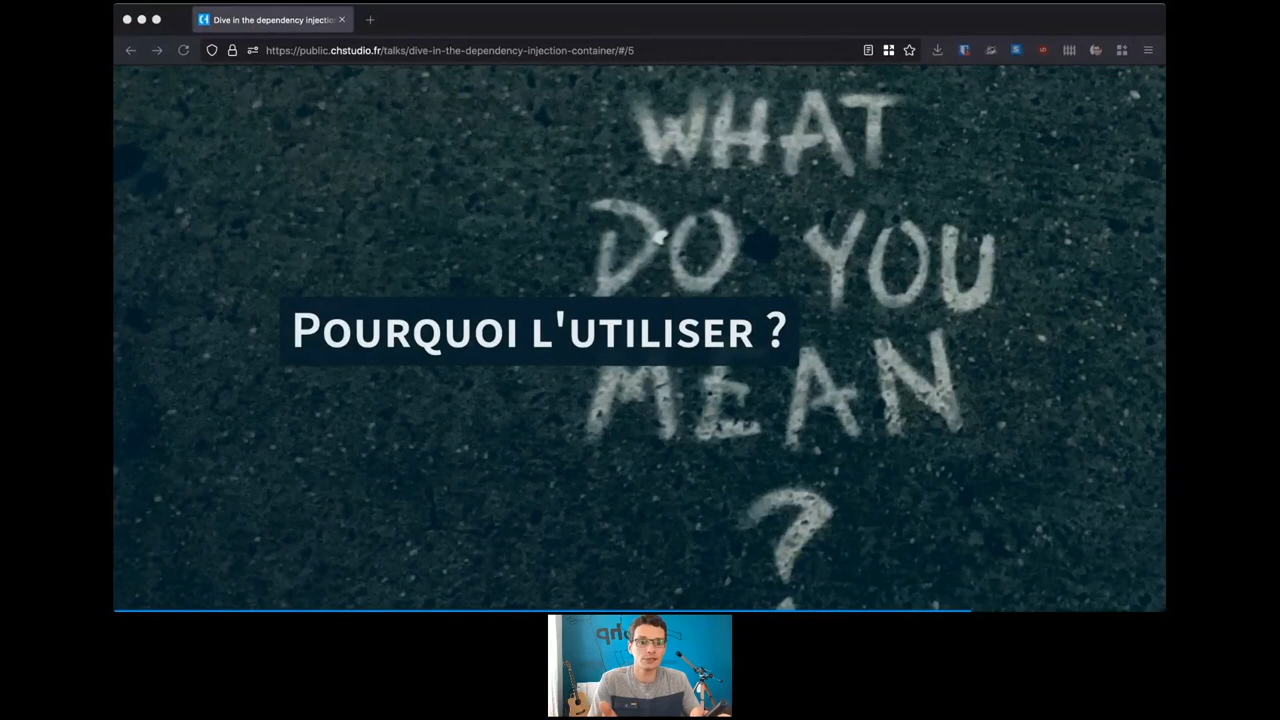 Dive in the dependency injectio
https://public.chstudio.fr/talks/dive-in-the-dependency-injection-container/#/5
WHAT
DO YOU
POURQUOI L'UTILISER ?
MEAN
?
php